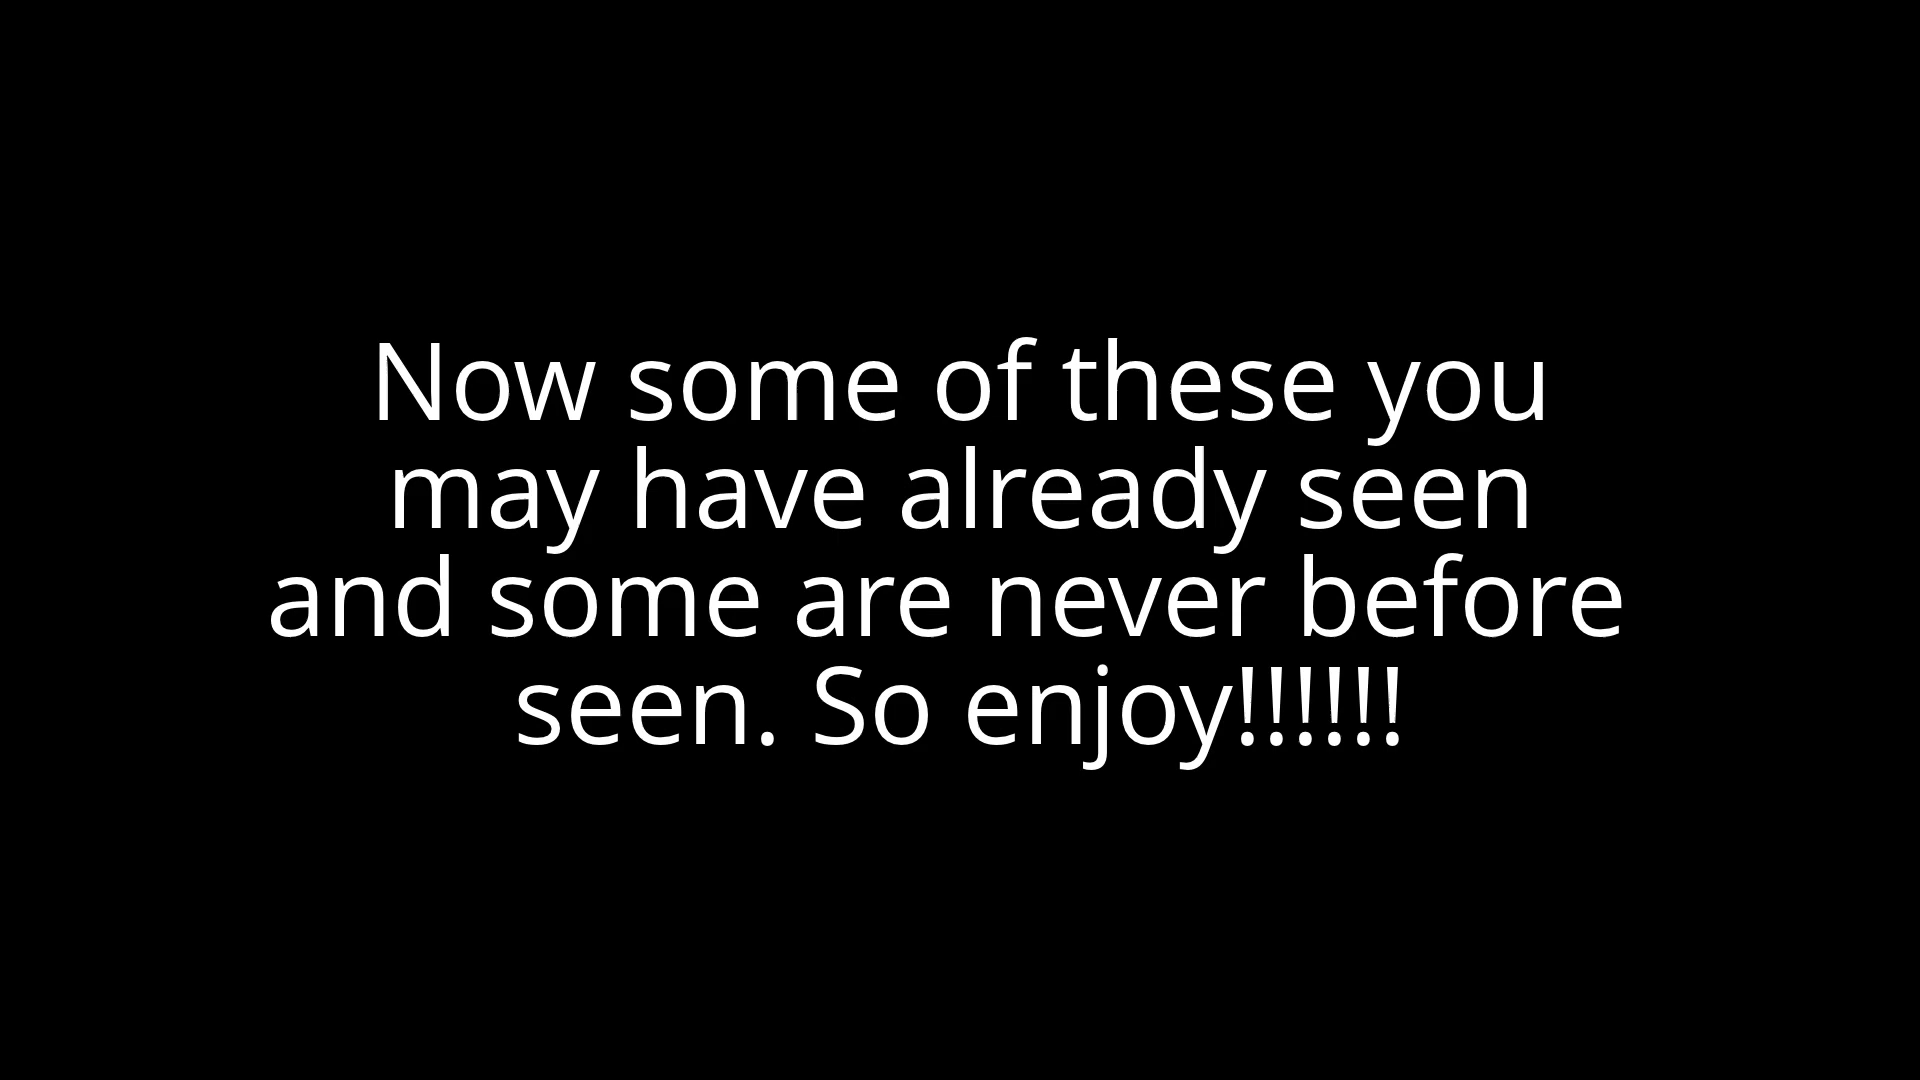 Now some of these you
may have already seen
and some are never before
seen. So enjoy!!!!!!